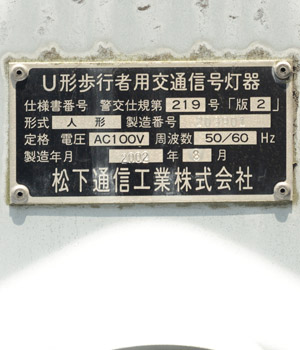 U形歩行者用交通信号灯器
仕様書番号 警交仕規第 219 号「版 2 」
形式 人 形 製造番号
定格 電圧 AC100V 周波数 50/60 Hz
製造年月 2002 年 3 月
松下通信工業株式会社